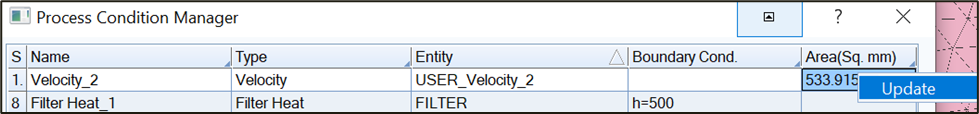 Process Condition Manager ?
S Name Type Entity Boundary Cond. Area(Sq. mm)
1. Velocity_2 Velocity USER_Velocity_2 533.915
Update
8 Filter Heat_1 Filter Heat FILTER h=500